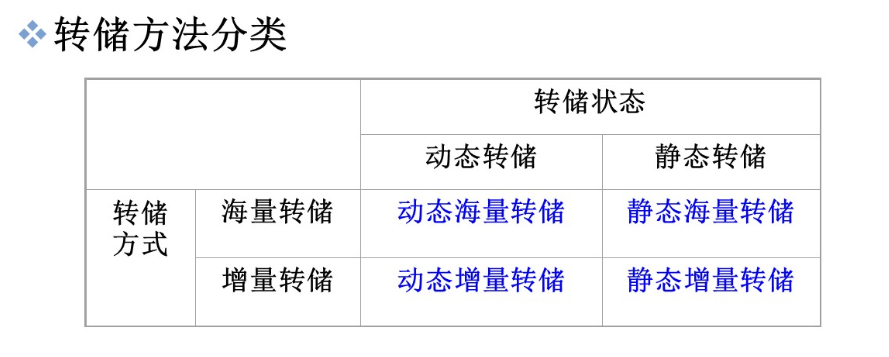 转储方法分类
转储状态
动态转储 静态转储
转储
方式
海量转储 动态海量转储 静态海量转储
增量转储 动态增量转储 静态增量转储